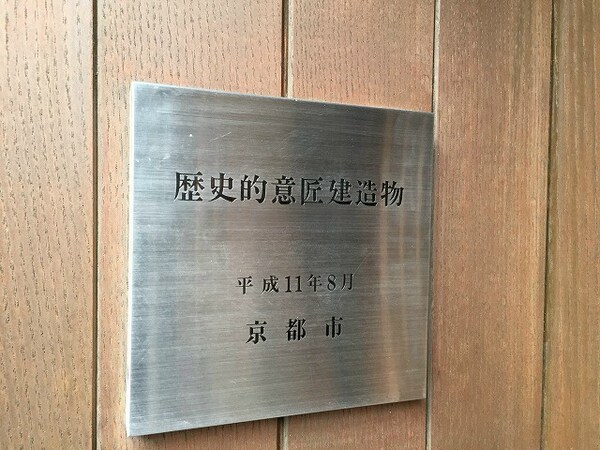 歴史的意匠建造物
平成11年8月
京都市